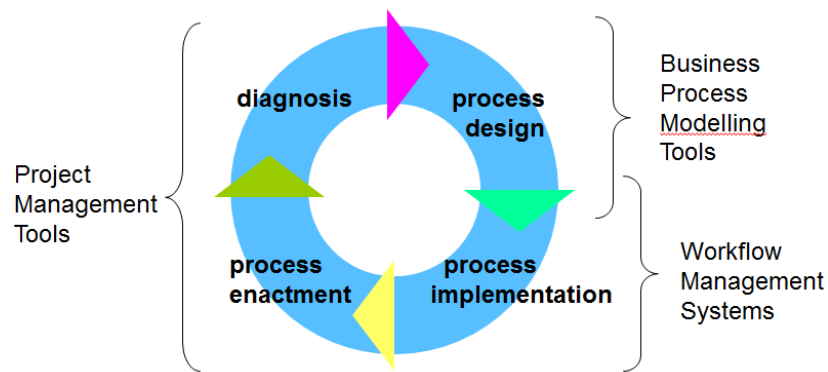 diagnosis
process
design
Business
Process
Modelling
Tools
Project
Management
Tools
process
enactment
process
implementation
Workflow
Management
Systems